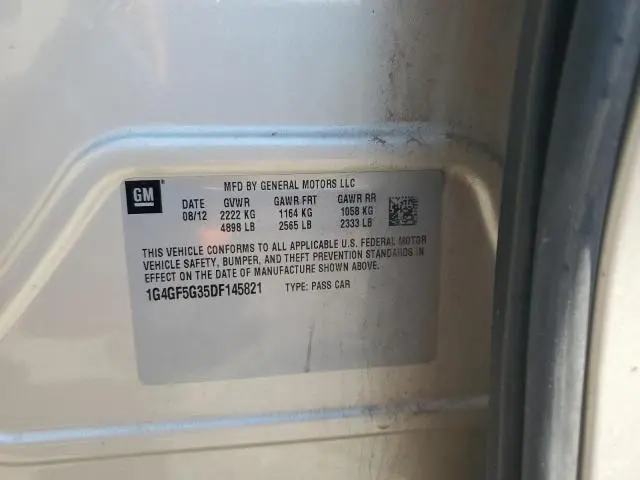 GM
MFD BY GENERAL MOTORS LLC
DATE GVWR GAWR FRT GAWR RR
08/12 2222 KG 1164 KG 1058 KG
4898 LB 2565 LB 2333 LB
THIS VEHICLE CONFORMS TO ALL APPLICABLE U.S. FEDERAL MOTOR
VEHICLE SAFETY, BUMPER, AND THEFT PREVENTION STANDARDS IN
EFFECT ON THE DATE OF MANUFACTURE SHOWN ABOVE.
1G4GF5G35DF145821 TYPE: PASS CAR